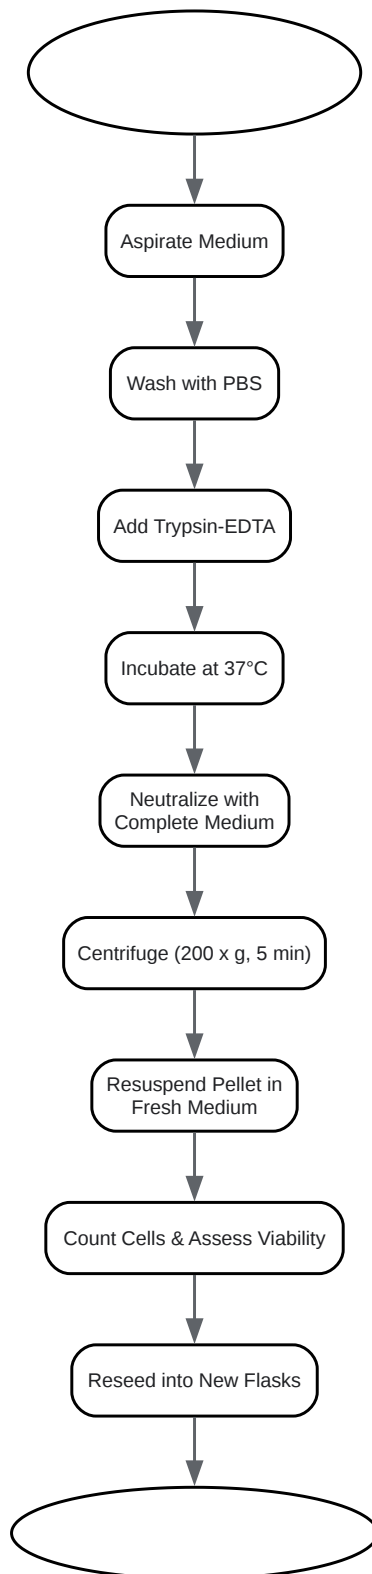 Aspirate Medium
Wash with PBS
Add Trypsin-EDTA
Incubate at 37°C
Neutralize with
Complete Medium
Centrifuge (200 x g, 5 min)
Resuspend Pellet in
Fresh Medium
Count Cells & Assess Viability
Reseed into New Flasks